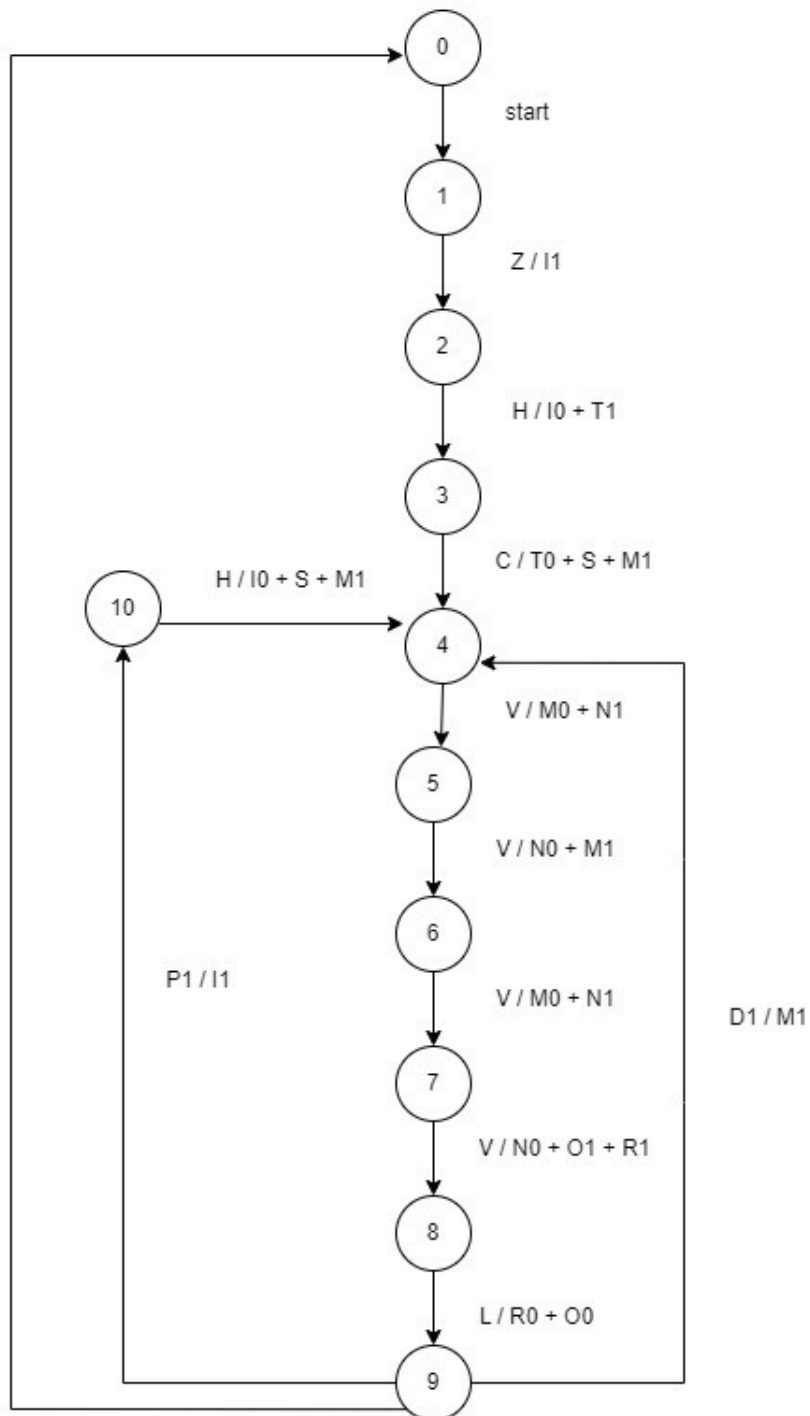 0
start
1
Z / I1
2
H / I0 + T1
3
C / T0 + S + M1
H / I0 + S + M1
10
4
V / M0 + N1
5
V / N0 + M1
6
P1 / I1
V / M0 + N1
D1 / M1
7
V / N0 + O1 + R1
8
L / R0 + O0
9